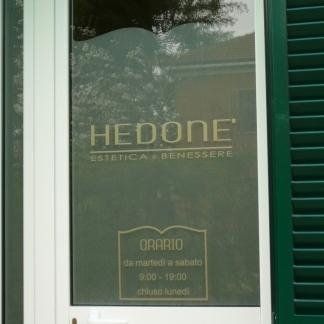 HEDONE'
ESTETICA e BENESSERE
ORARIO
da martedì a sabato
9:00 - 19:00
chiuso lunedì